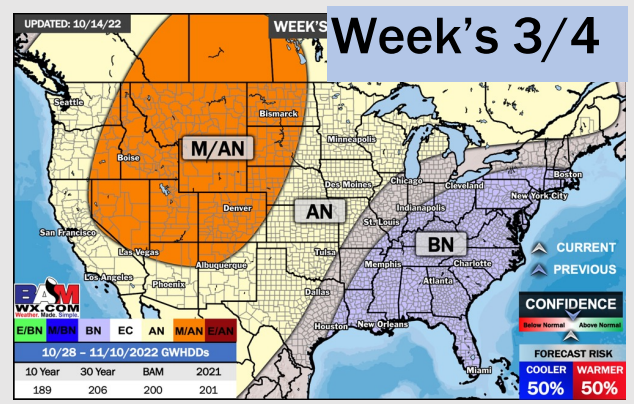 UPDATED: 10/14/22
WEEK'S
Week's 3/4
Seattle
Bismarck
Minneapolis
M/AN
Boise
Boston
Des Moines
Chicago
Cleveland
New York City
Denver
AN
Indianapolis
St. Louis
San Francisco
BN
CURRENT
Las Vegas
Tulsa
Albuquerque
Memphis
Charlotte
PREVIOUS
Los Angeles
Phoenix
Atlanta
Dallas
BAM
WX.COM
Weather. Made. Simple.
CONFIDENCE
Below Normal
Above Normal
Houston
New Orleans
E/BN M/BN BN EC AN M/AN E/AN
10/28 – 11/10/2022 GWHDDs
FORECAST RISK
Miami
10 Year 30 Year BAM 2021
189 206 200 201
COOLER WARMER
50% 50%